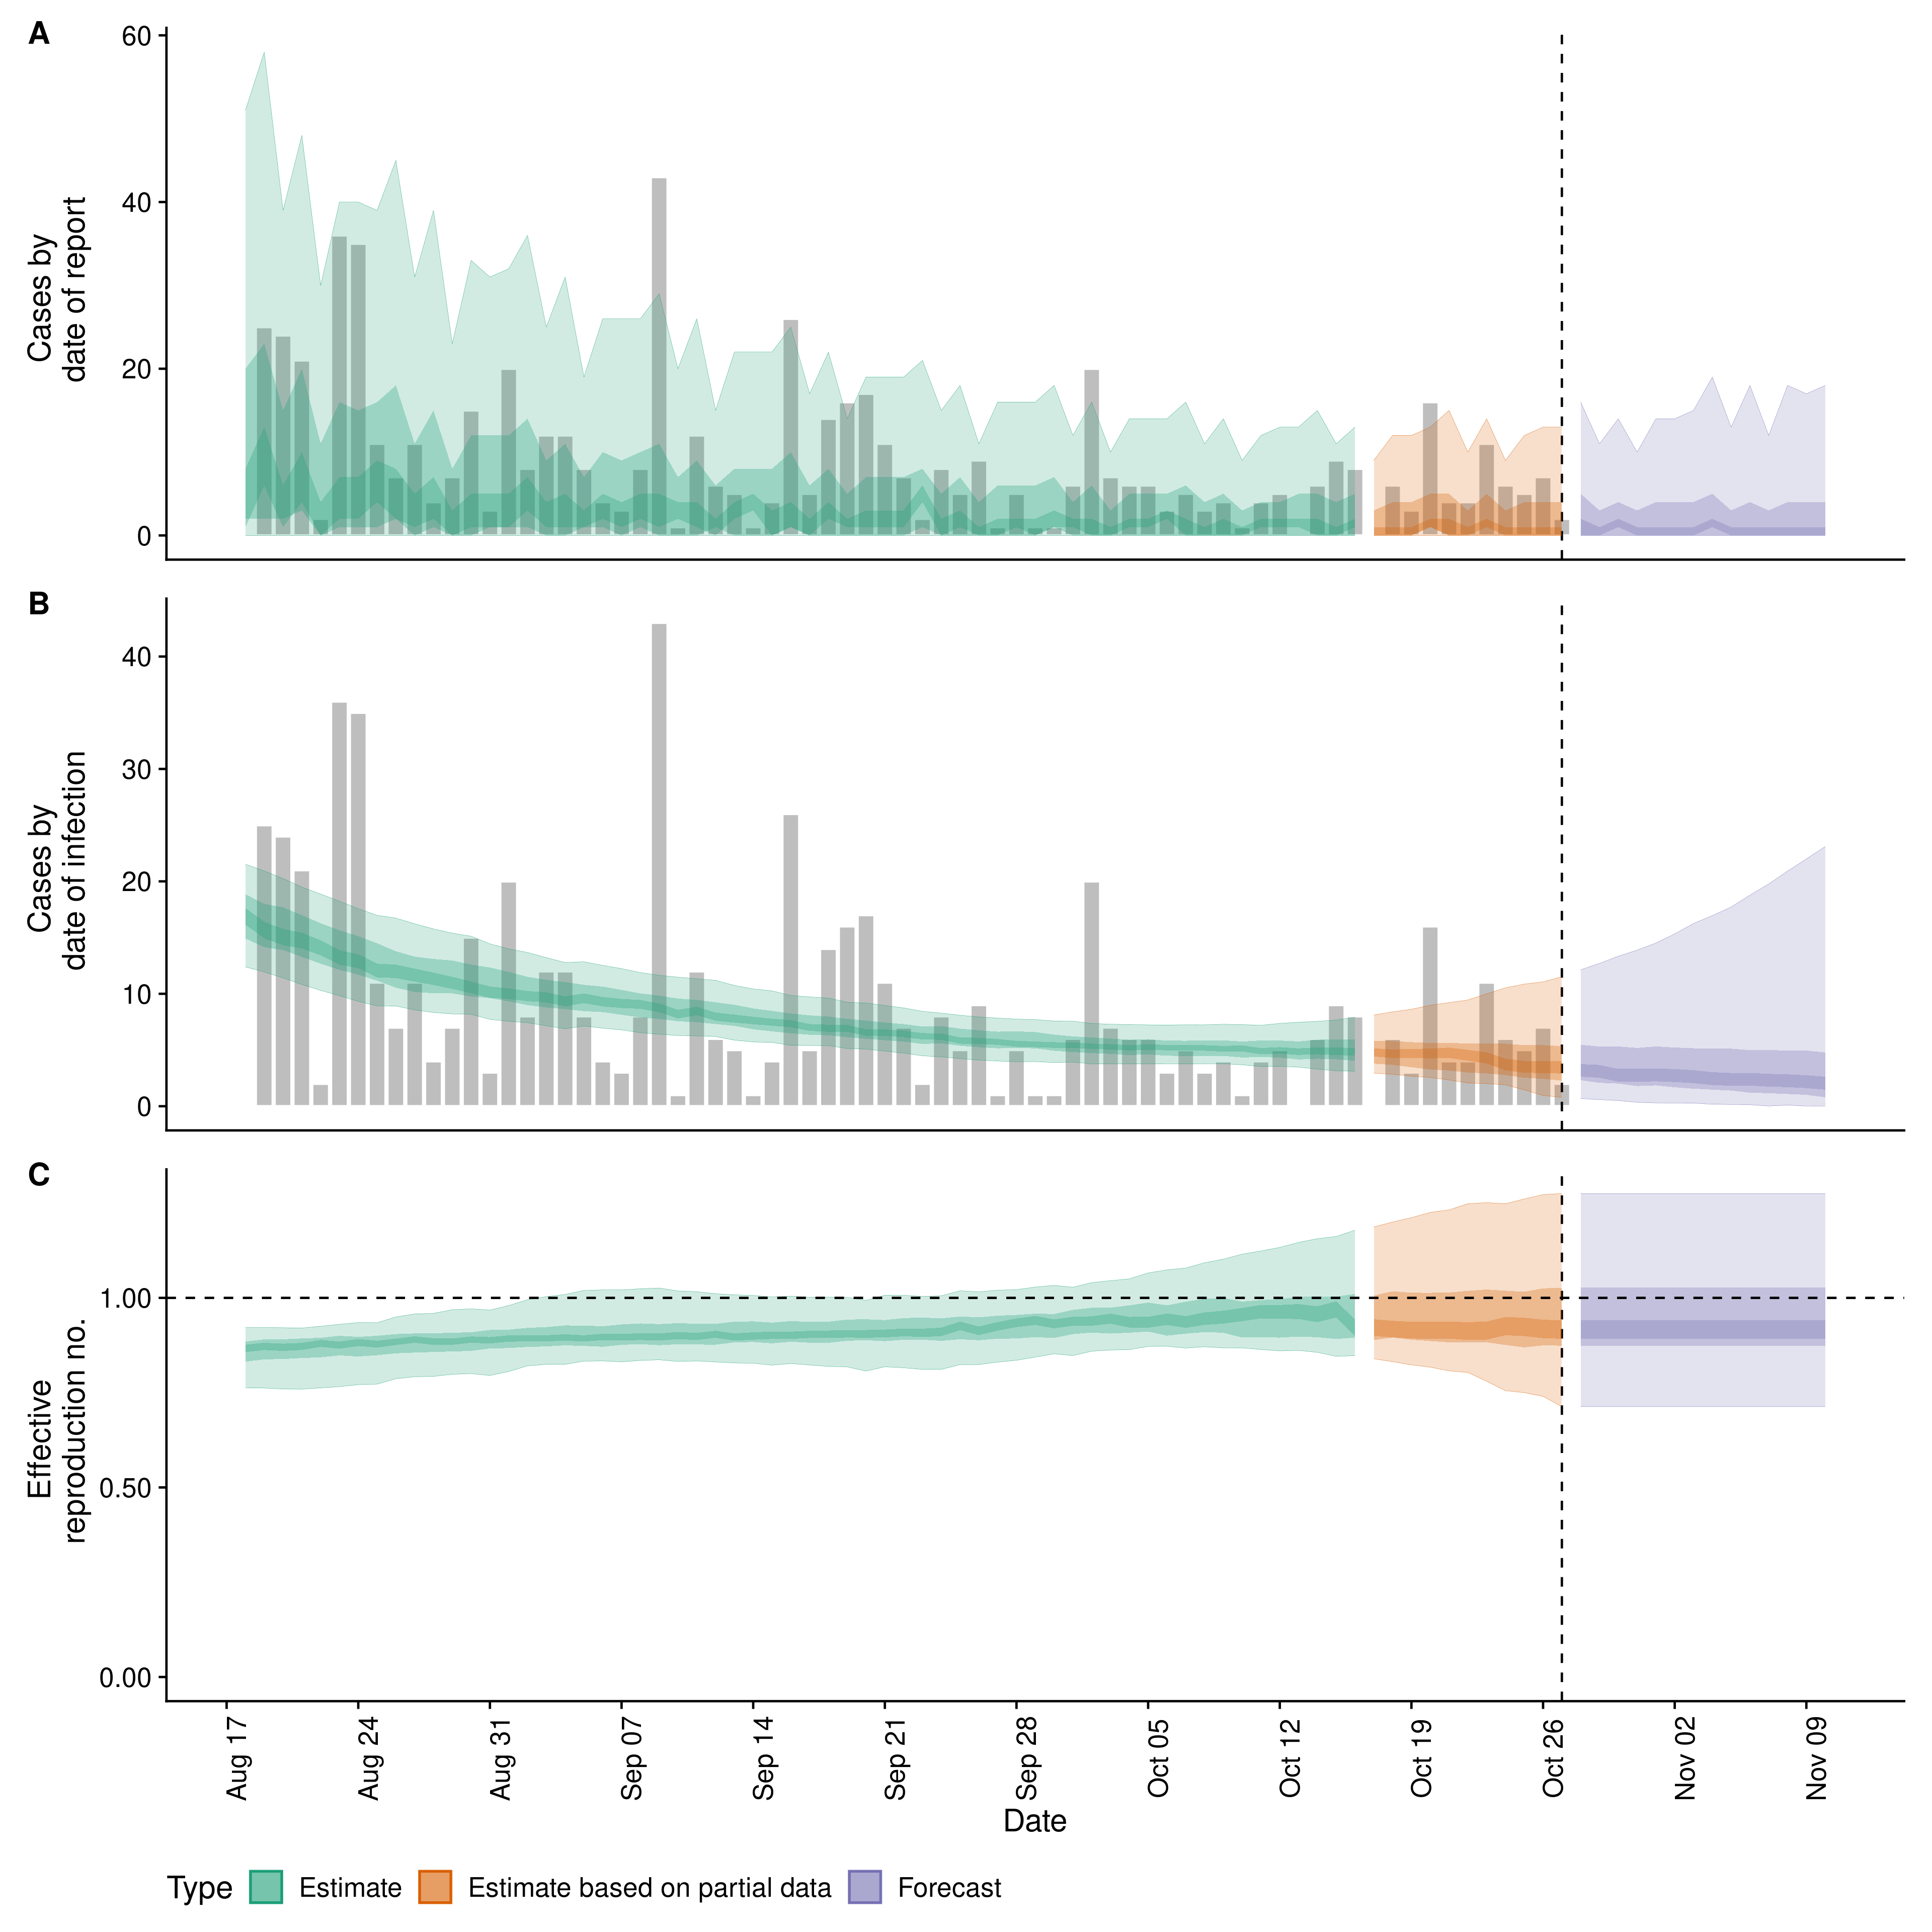 A
Cases by
date of report
60
40
20
0
B
Cases by
date of infection
40
30
20
10
0
C
Effective
reproduction no.
1.00
0.50
0.00
Aug 17
Aug 24
Aug 31
Sep 07
Sep 14
Sep 21
Sep 28
Oct 05
Oct 12
Oct 19
Oct 26
Nov 02
Nov 09
Date
Type Estimate Estimate based on partial data Forecast